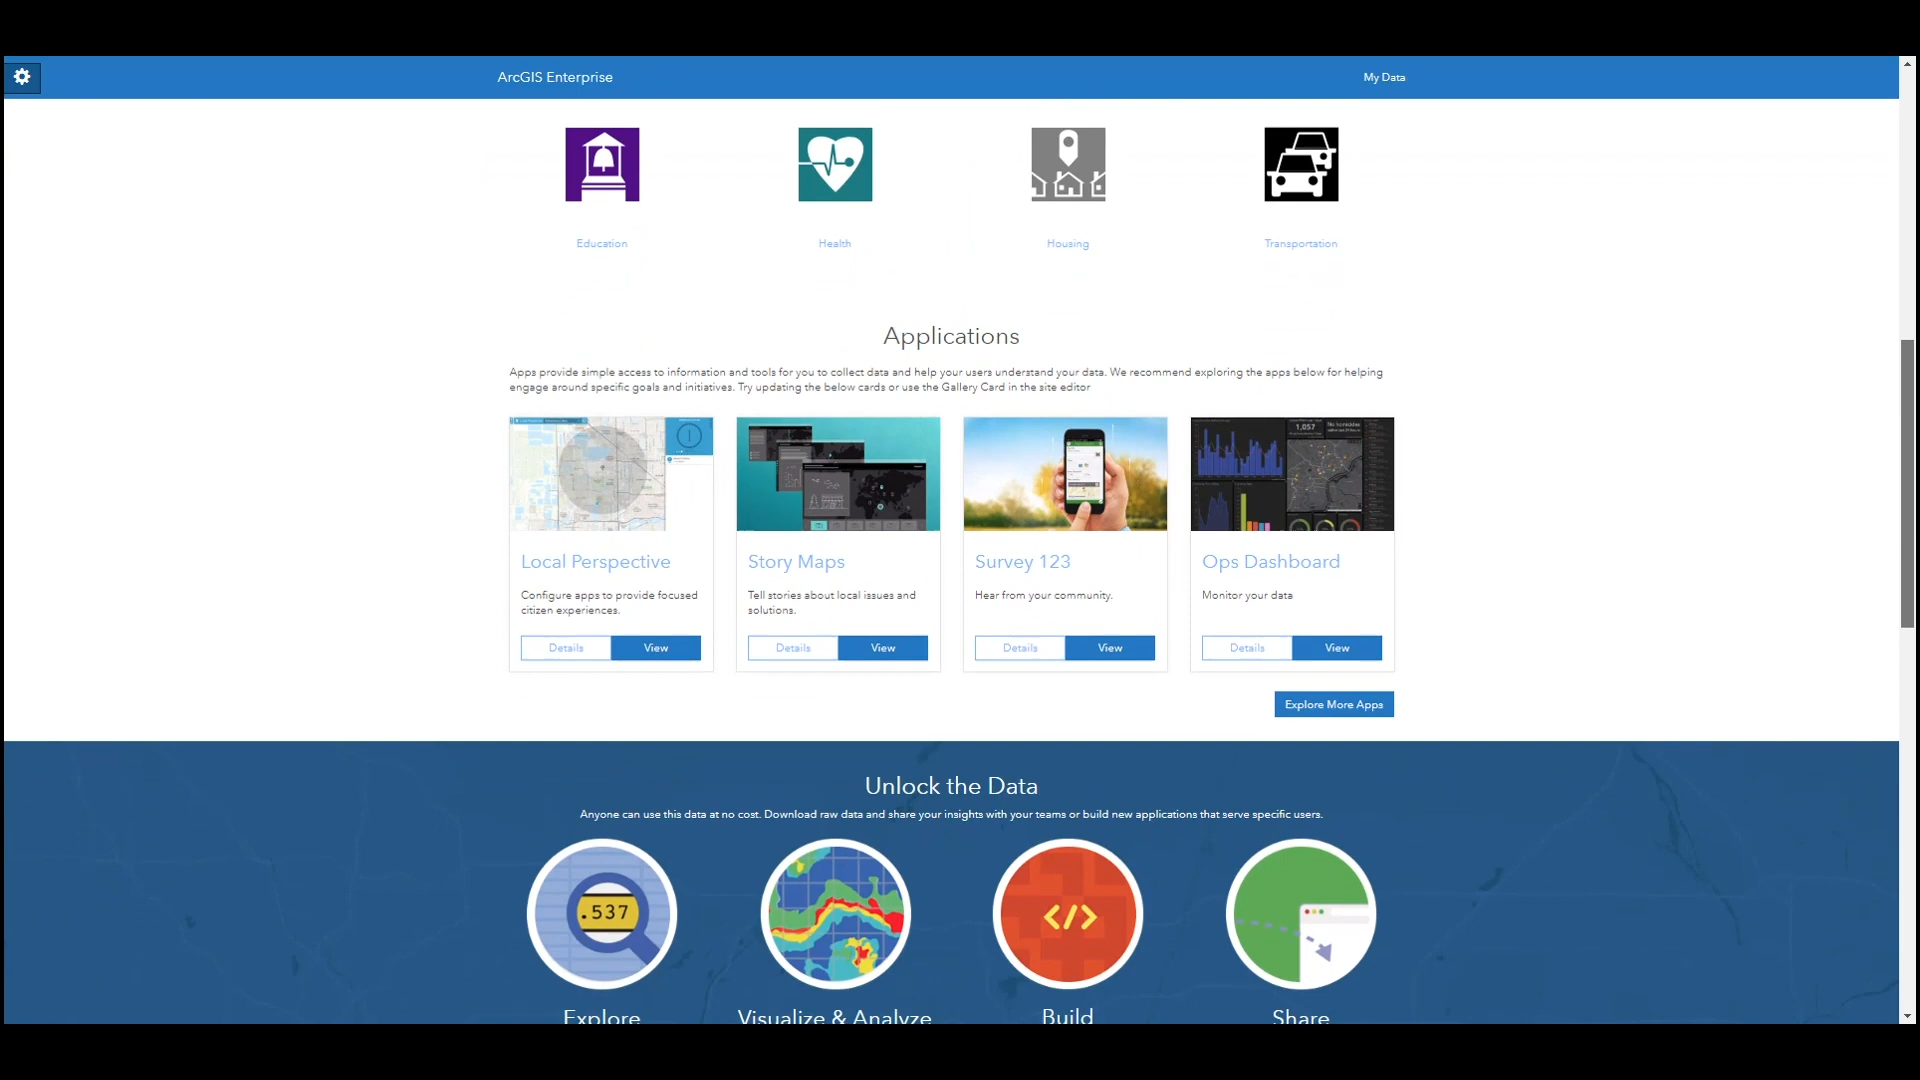 ArcGIS Enterprise
My Data
Education
Health
Housing
Transportation
Applications
Apps provide simple access to information and tools for you to collect data and help your users understand your data. We recommend exploring the apps below for helping
engage around specific goals and initiatives. Try updating the below cards or use the Gallery Card in the site editor
1,057
Local Perspective
Configure apps to provide focused
citizen experiences.
Details
View
Story Maps
Tell stories about local issues and
solutions.
Details
View
Survey 123
Hear from your community.
Details
View
Ops Dashboard
Monitor your data
Details
View
Explore More Apps
Unlock the Data
Anyone can use this data at no cost. Download raw data and share your insights with your teams or build new applications that serve specific users.
.537
</>
Explore
Visualize & Analyze
Build
Share